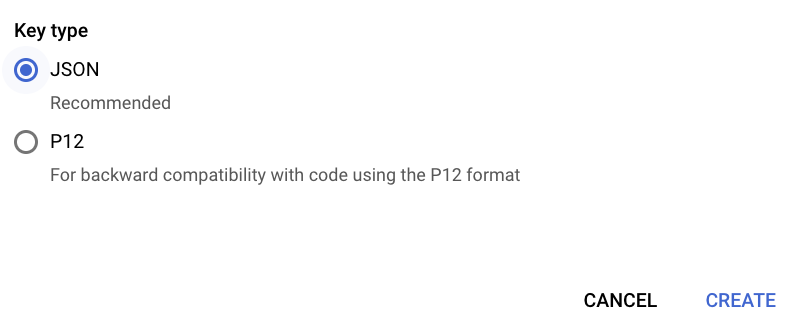 Key type
JSON
Recommended
P12
For backward compatibility with code using the P12 format
CANCEL CREATE